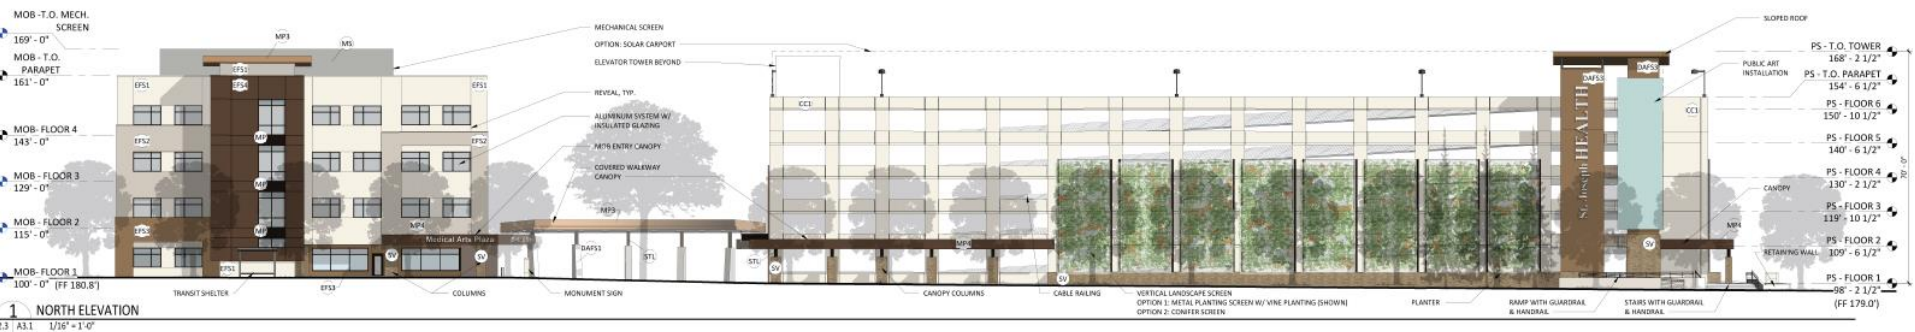 MOB -T.O. MECH.
SCREEN
169' - 0"
MOB - T.O.
PARAPET
161' - 0"
MOB- FLOOR 4
143' - 0"
MOB - FLOOR 3
129' - 0"
MOB - FLOOR 2
115' - 0"
MOB- FLOOR 1
100' - 0" (FF 180.8')
MP3
MS
EFS1
EFS1
EFS4
EFS1
EFS2
EFS2
MP
MP
MP
EFS3
MP4
Medical Arts Plaza
SV
SV
EFS1
EFS3
TRANSIT SHELTER
COLUMNS
MONUMENT SIGN
MECHANICAL SCREEN
OPTION: SOLAR CARPORT
ELEVATOR TOWER BEYOND
REVEAL, TYP.
ALUMINUM SYSTEM W/
INSULATED GLAZING
MOB ENTRY CANOPY
COVERED WALKWAY
CANOPY
MP3
DAFS1
STL
STL
CC1
MP4
SV
SV
CANOPY COLUMNS
CABLE RAILING
VERTICAL LANDSCAPE SCREEN
OPTION 1: METAL PLANTING SCREEN W/ VINE PLANTING (SHOWN)
OPTION 2: CONIFER SCREEN
PLANTER
RAMP WITH GUARDRAIL
& HANDRAIL
STAIRS WITH GUARDRAIL
& HANDRAIL
DAFS3
DAFS3
St. Joseph HEALTH
SV
CC1
MP4
SLOPED ROOF
PUBLIC ART
INSTALLATION
CANOPY
RETAINING WALL
PS - T.O. TOWER
168' - 2 1/2"
PS - T.O. PARAPET
154' - 6 1/2"
PS - FLOOR 6
150' - 10 1/2"
PS - FLOOR 5
140' - 6 1/2"
PS - FLOOR 4
130' - 2 1/2"
PS - FLOOR 3
119' - 10 1/2"
PS - FLOOR 2
109' - 6 1/2"
PS - FLOOR 1
98' - 2 1/2"
(FF 179.0')
70' - 0"
1 NORTH ELEVATION
2.3 A3.1 1/16" = 1'-0"